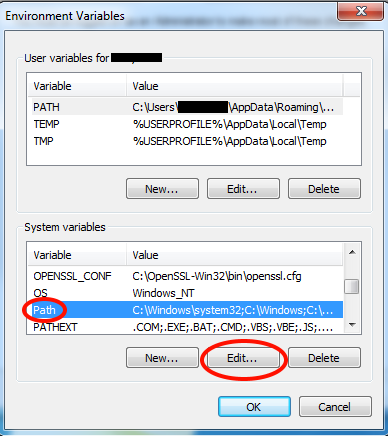 Environment Variables
User variables for
Variable Value
PATH C:\Users\ \AppData\Roaming\...
TEMP %USERPROFILE%\AppData\Local\Temp
TMP %USERPROFILE%\AppData\Local\Temp
New... Edit... Delete
System variables
Variable Value
OPENSSL_CONF C:\OpenSSL-Win32\bin\openssl.cfg
OS Windows_NT
Path C:\Windows\system32;C:\Windows;C:\...
PATHEXT .COM;.EXE;.BAT;.CMD;.VBS;.VBE;.JS;....
New... Edit... Delete
OK Cancel